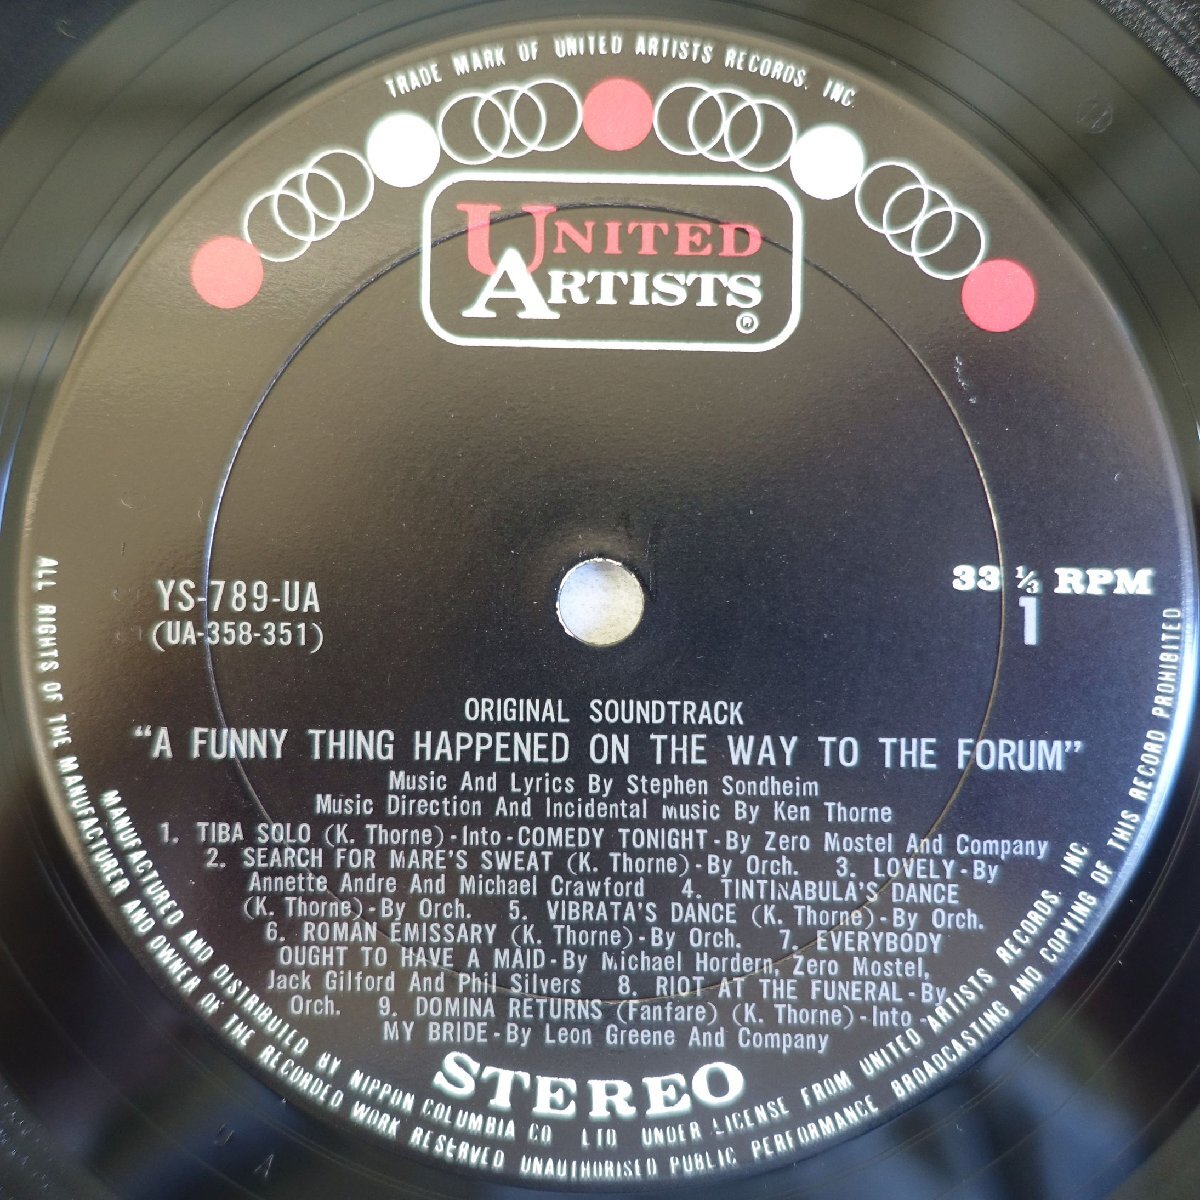 TRADE MARK OF UNITED ARTISTS RECORDS, INC.
UNITED
ARTISTS
®
YS-789-UA
(UA-358-351)
33 ⅓ RPM
1
ORIGINAL SOUNDTRACK
"A FUNNY THING HAPPENED ON THE WAY TO THE FORUM"
Music And Lyrics By Stephen Sondheim
Music Direction And Incidental Music By Ken Thorne
1. TIBA SOLO (K. Thorne)-Into-COMEDY TONIGHT-By Zero Mostel And Company
2. SEARCH FOR MARE'S SWEAT (K. Thorne)-By Orch. 3. LOVELY-By
Annette Andre And Michael Crawford 4. TINTINABULA'S DANCE
(K. Thorne)-By Orch. 5. VIBRATA'S DANCE (K. Thorne)-By Orch.
6. ROMAN EMISSARY (K. Thorne)-By Orch. 7. EVERYBODY
OUGHT TO HAVE A MAID-By Michael Hordern, Zero Mostel,
Jack Gilford And Phil Silvers 8. RIOT AT THE FUNERAL-By
Orch. 9. DOMINA RETURNS (Fanfare) (K. Thorne)-Into-
MY BRIDE-By Leon Greene And Company
STEREO
MANUFACTURED AND DISTRIBUTED BY NIPPON COLUMBIA CO LTD UNDER LICENSE FROM UNITED ARTISTS RECORDS, INC
ALL RIGHTS OF THE MANUFACTURER AND OWNER OF THE RECORDED WORK RESERVED UNAUTHORISED PUBLIC PERFORMANCE BROADCASTING AND COPYING OF THIS RECORD PROHIBITED